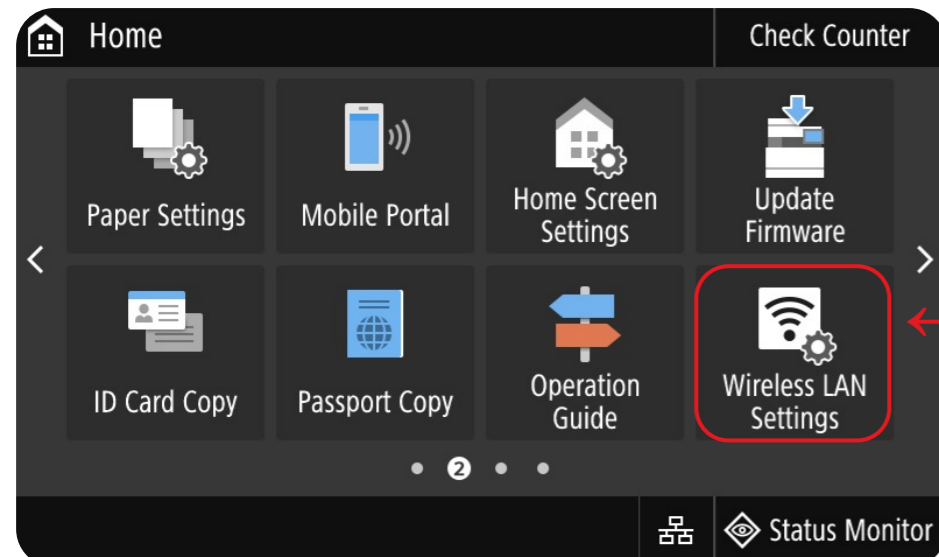 Home
Check Counter
Paper Settings
Mobile Portal
Home Screen
Settings
Update
Firmware
ID Card Copy
Passport Copy
Operation
Guide
Wireless LAN
Settings
2
Status Monitor